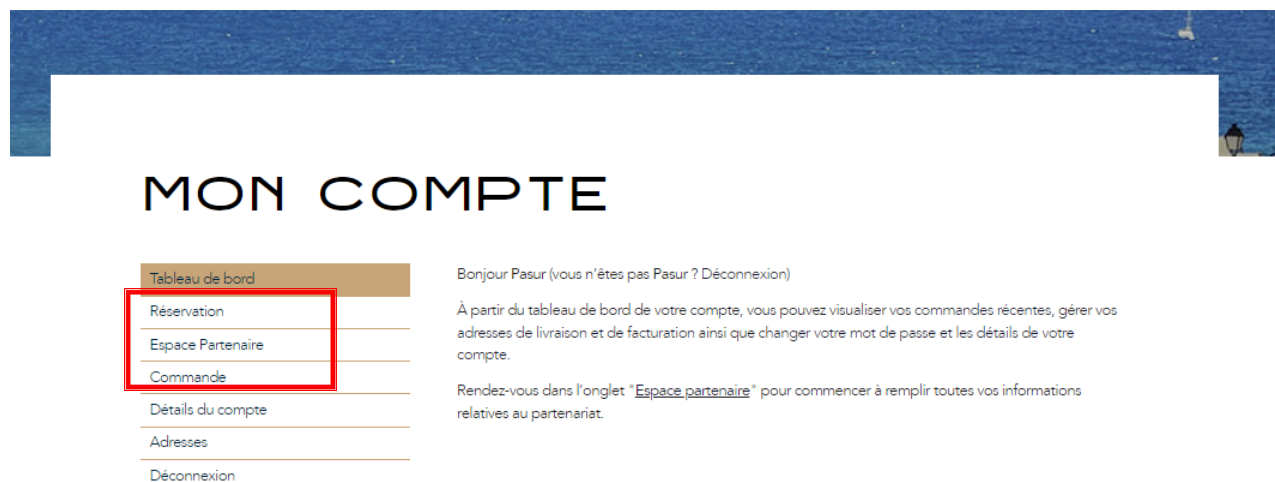 MON COMPTE
Tableau de bord
Réservation
Espace Partenaire
Commande
Détails du compte
Adresses
Déconnexion
Bonjour Pasur (vous n'êtes pas Pasur ? Déconnexion)
À partir du tableau de bord de votre compte, vous pouvez visualiser vos commandes récentes, gérer vos
adresses de livraison et de facturation ainsi que changer votre mot de passe et les détails de votre
compte.
Rendez-vous dans l'onglet "Espace partenaire" pour commencer à remplir toutes vos informations
relatives au partenariat.